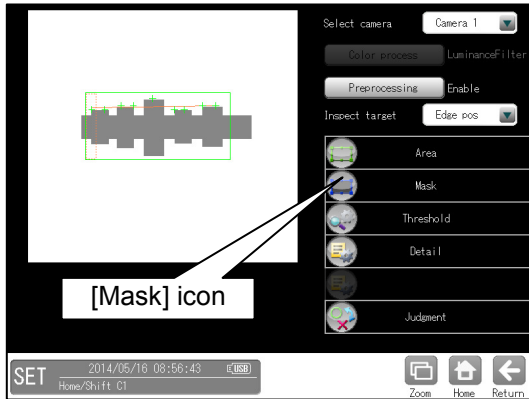 Select camera Camera 1
Color process LuminanceFilter
Preprocessing Enable
Inspect target Edge pos
Area
Mask
Threshold
Detail
Judgment
[Mask] icon
SET 2014/05/16 08:56:43 USB
Home/Shift C1
Zoom Home Return